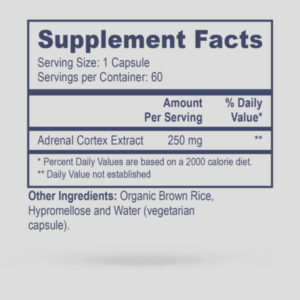 Supplement Facts
Serving Size: 1 Capsule
Servings per Container: 60
Amount Per Serving % Daily Value*
Adrenal Cortex Extract 250 mg **
* Percent Daily Values are based on a 2000 calorie diet.
** Daily Value not established
Other Ingredients: Organic Brown Rice,
Hypromellose and Water (vegetarian
capsule).